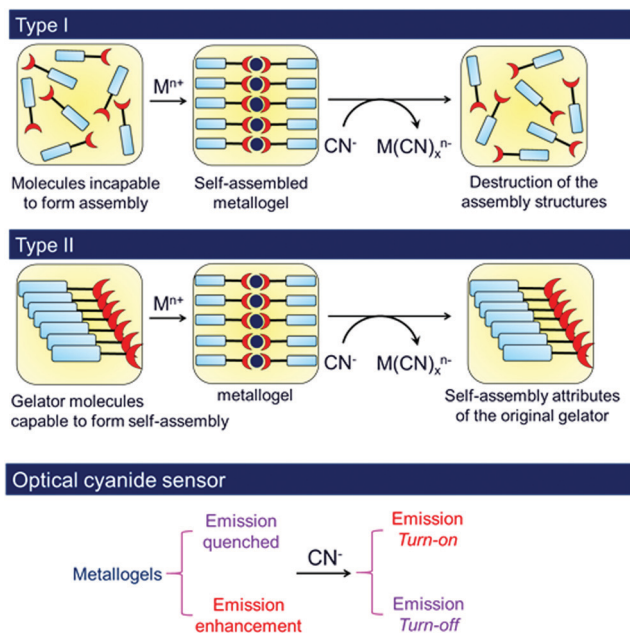 Type I
Mⁿ⁺
CN⁻
M(CN)ₓⁿ⁻
Molecules incapable
to form assembly
Self-assembled
metallogel
Destruction of the
assembly structures
Type II
Mⁿ⁺
CN⁻
M(CN)ₓⁿ⁻
Gelator molecules
capable to form self-assembly
metallogel
Self-assembly attributes
of the original gelator
Optical cyanide sensor
Metallogels
Emission
quenched
Emission
enhancement
CN⁻
Emission
Turn-on
Emission
Turn-off